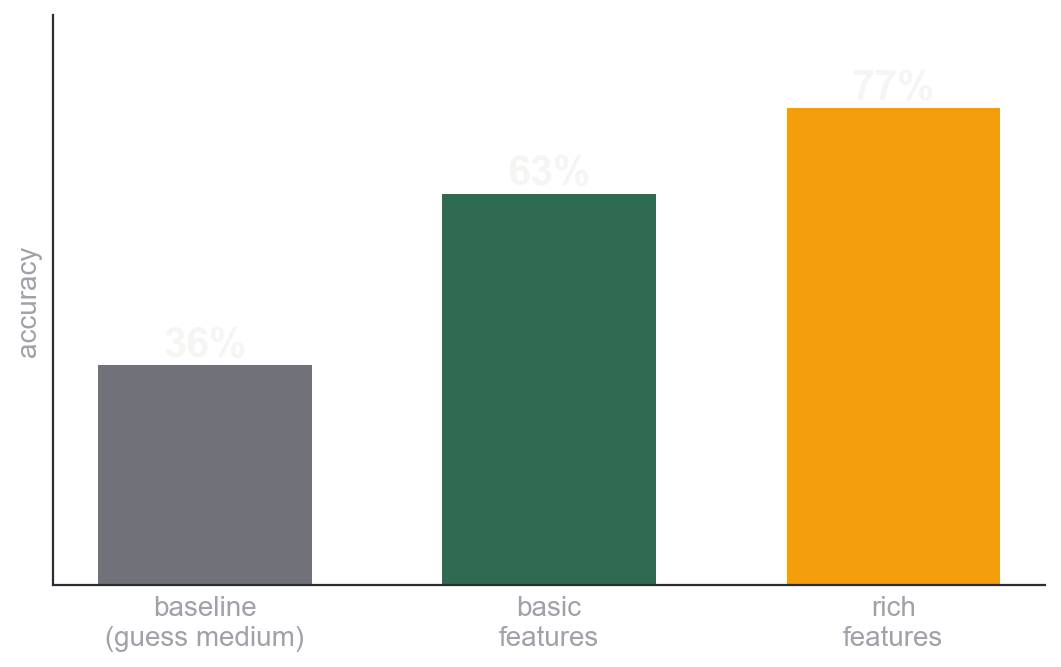 77%
63%
36%
accuracy
baseline
(guess medium)
basic
features
rich
features